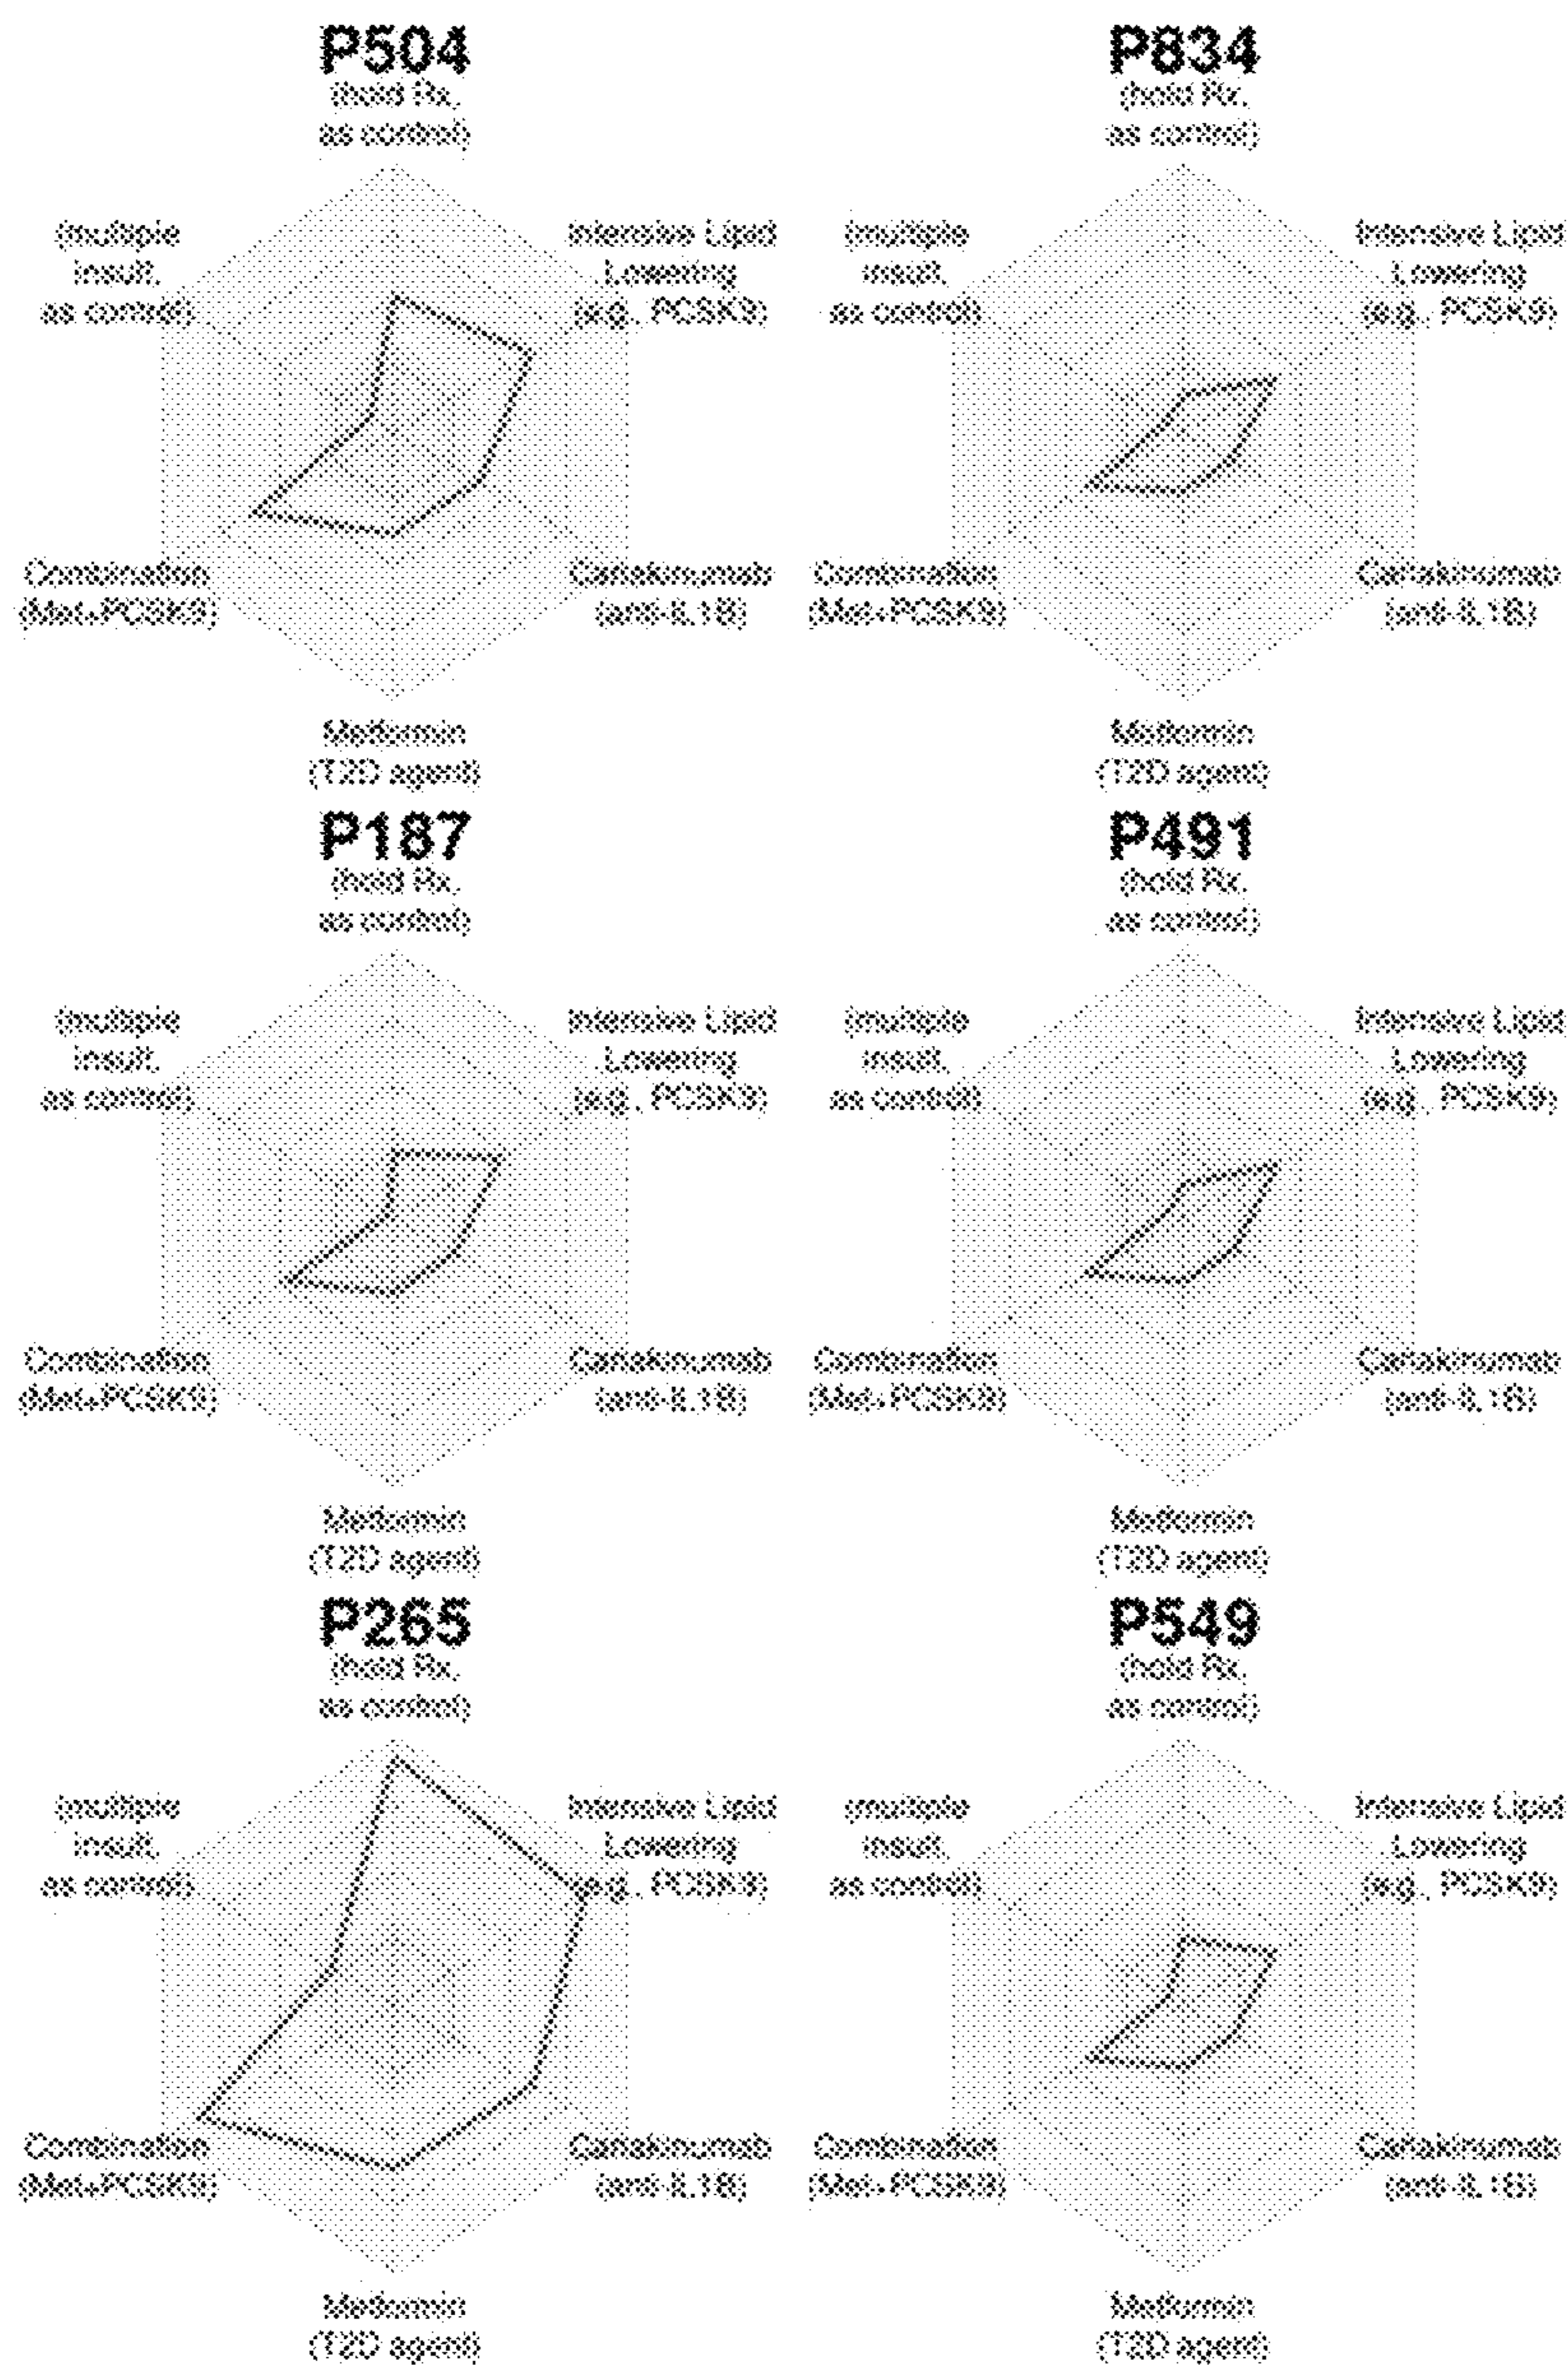 P504
(hold Rx,
as control)
Intensive Lipid
Lowering
(e.g., PCSK9)
Canakinumab
(anti-IL1B)
Metformin
(T2D agent)
Combination
(Met+PCSK9)
(multiple
insult,
as control)
P834
(hold Rx,
as control)
Intensive Lipid
Lowering
(e.g., PCSK9)
Canakinumab
(anti-IL1B)
Metformin
(T2D agent)
Combination
(Met+PCSK9)
(multiple
insult,
as control)
P187
(hold Rx,
as control)
Intensive Lipid
Lowering
(e.g., PCSK9)
Canakinumab
(anti-IL1B)
Metformin
(T2D agent)
Combination
(Met+PCSK9)
(multiple
insult,
as control)
P491
(hold Rx,
as control)
Intensive Lipid
Lowering
(e.g., PCSK9)
Canakinumab
(anti-IL1B)
Metformin
(T2D agent)
Combination
(Met+PCSK9)
(multiple
insult,
as control)
P265
(hold Rx,
as control)
Intensive Lipid
Lowering
(e.g., PCSK9)
Canakinumab
(anti-IL1B)
Metformin
(T2D agent)
Combination
(Met+PCSK9)
(multiple
insult,
as control)
P549
(hold Rx,
as control)
Intensive Lipid
Lowering
(e.g., PCSK9)
Canakinumab
(anti-IL1B)
Metformin
(T2D agent)
Combination
(Met+PCSK9)
(multiple
insult,
as control)